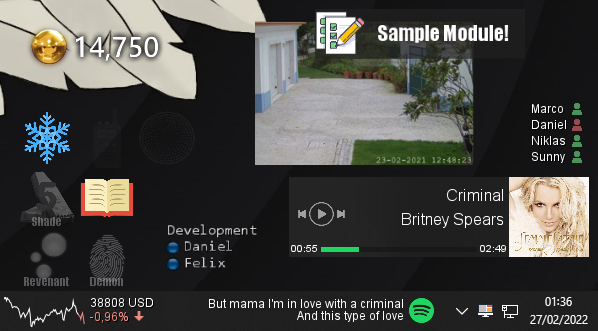 14,750
Sample Module!
23-02-2021 12:48:23
Marco
Daniel
Niklas
Sunny
Shade
Revenant
Demon
Development
Daniel
Felix
Criminal
Britney Spears
00:55
02:49
38808 USD
-0,96%
But mama I'm in love with a criminal
And this type of love
01:36
27/02/2022